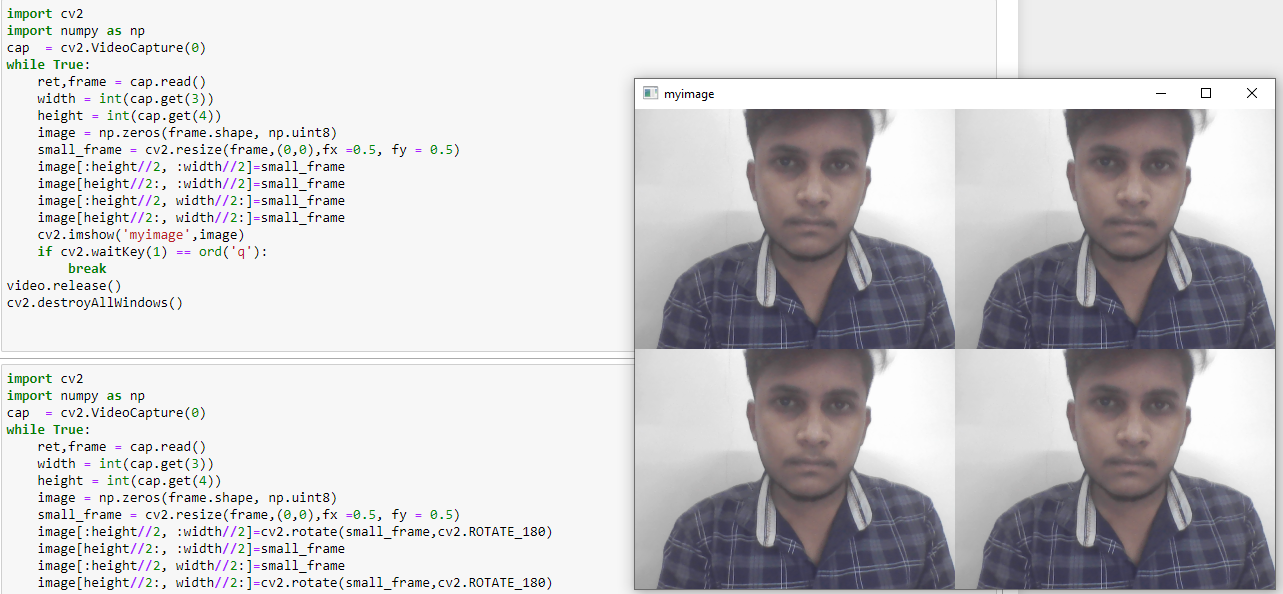 import cv2
import numpy as np
cap  = cv2.VideoCapture(0)
while True:
    ret,frame = cap.read()
    width = int(cap.get(3))
    height = int(cap.get(4))
    image = np.zeros(frame.shape, np.uint8)
    small_frame = cv2.resize(frame,(0,0),fx =0.5, fy = 0.5)
    image[:height//2, :width//2]=small_frame
    image[height//2:, :width//2]=small_frame
    image[:height//2, width//2:]=small_frame
    image[height//2:, width//2:]=small_frame
    cv2.imshow('myimage',image)
    if cv2.waitKey(1) == ord('q'):
        break
video.release()
cv2.destroyAllWindows()
myimage
import cv2
import numpy as np
cap  = cv2.VideoCapture(0)
while True:
    ret,frame = cap.read()
    width = int(cap.get(3))
    height = int(cap.get(4))
    image = np.zeros(frame.shape, np.uint8)
    small_frame = cv2.resize(frame,(0,0),fx =0.5, fy = 0.5)
    image[:height//2, :width//2]=cv2.rotate(small_frame,cv2.ROTATE_180)
    image[height//2:, :width//2]=small_frame
    image[:height//2, width//2:]=small_frame
    image[height//2:, width//2:]=cv2.rotate(small_frame,cv2.ROTATE_180)